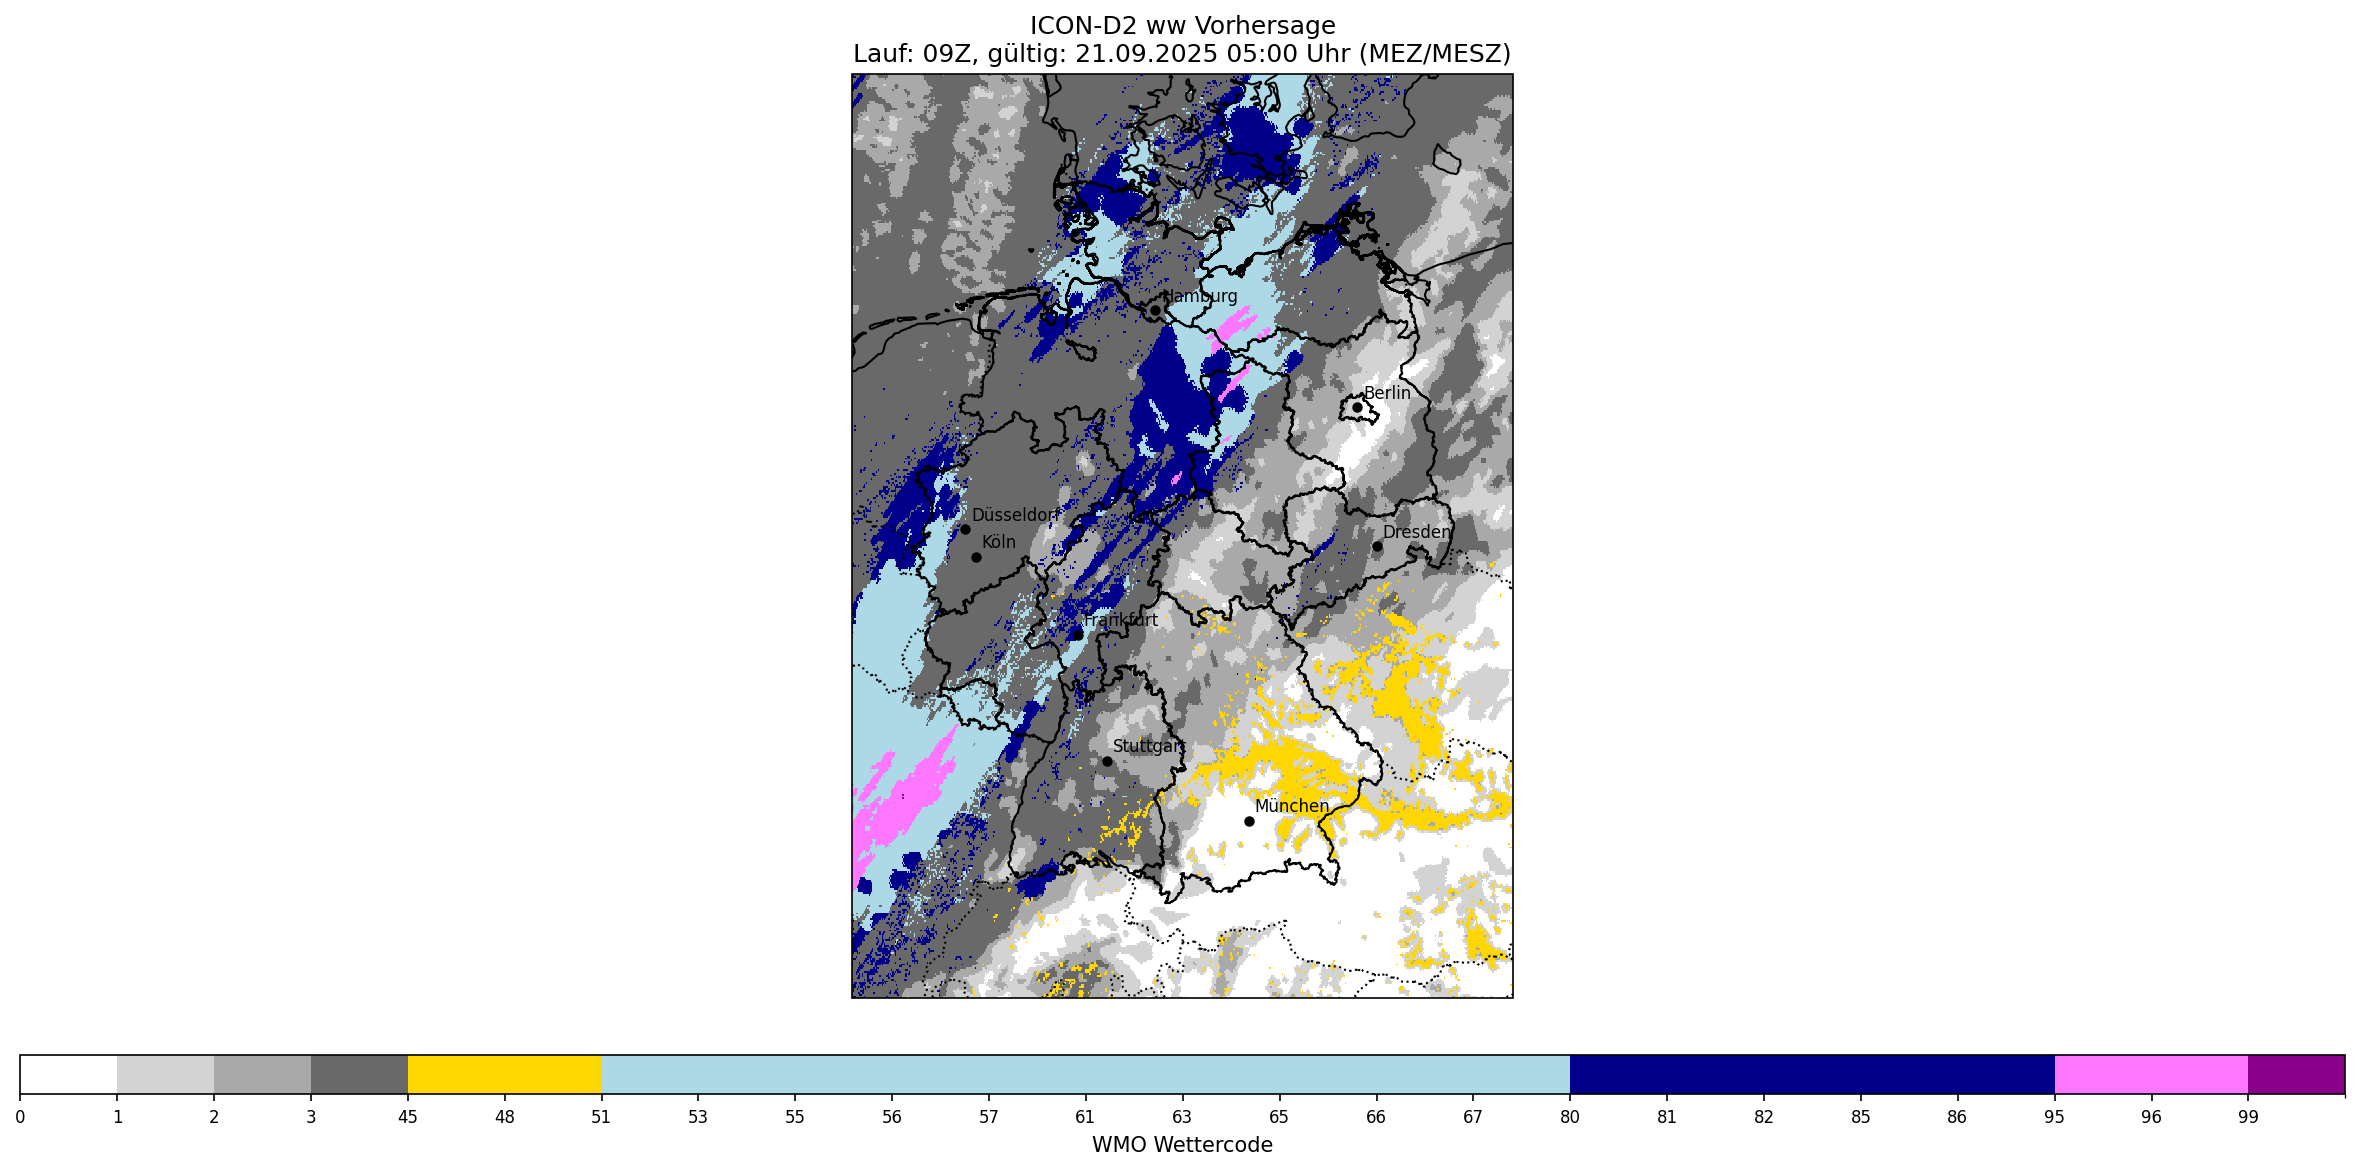 ICON-D2 ww Vorhersage
Lauf: 09Z, gültig: 21.09.2025 05:00 Uhr (MEZ/MESZ)
Hamburg
Berlin
Düsseldorf
Dresden
Köln
Frankfurt
Stuttgart
München
0 1 2 3 45 48 51 53 55 56 57 61 63 65 66 67 80 81 82 85 86 95 96 99
WMO Wettercode